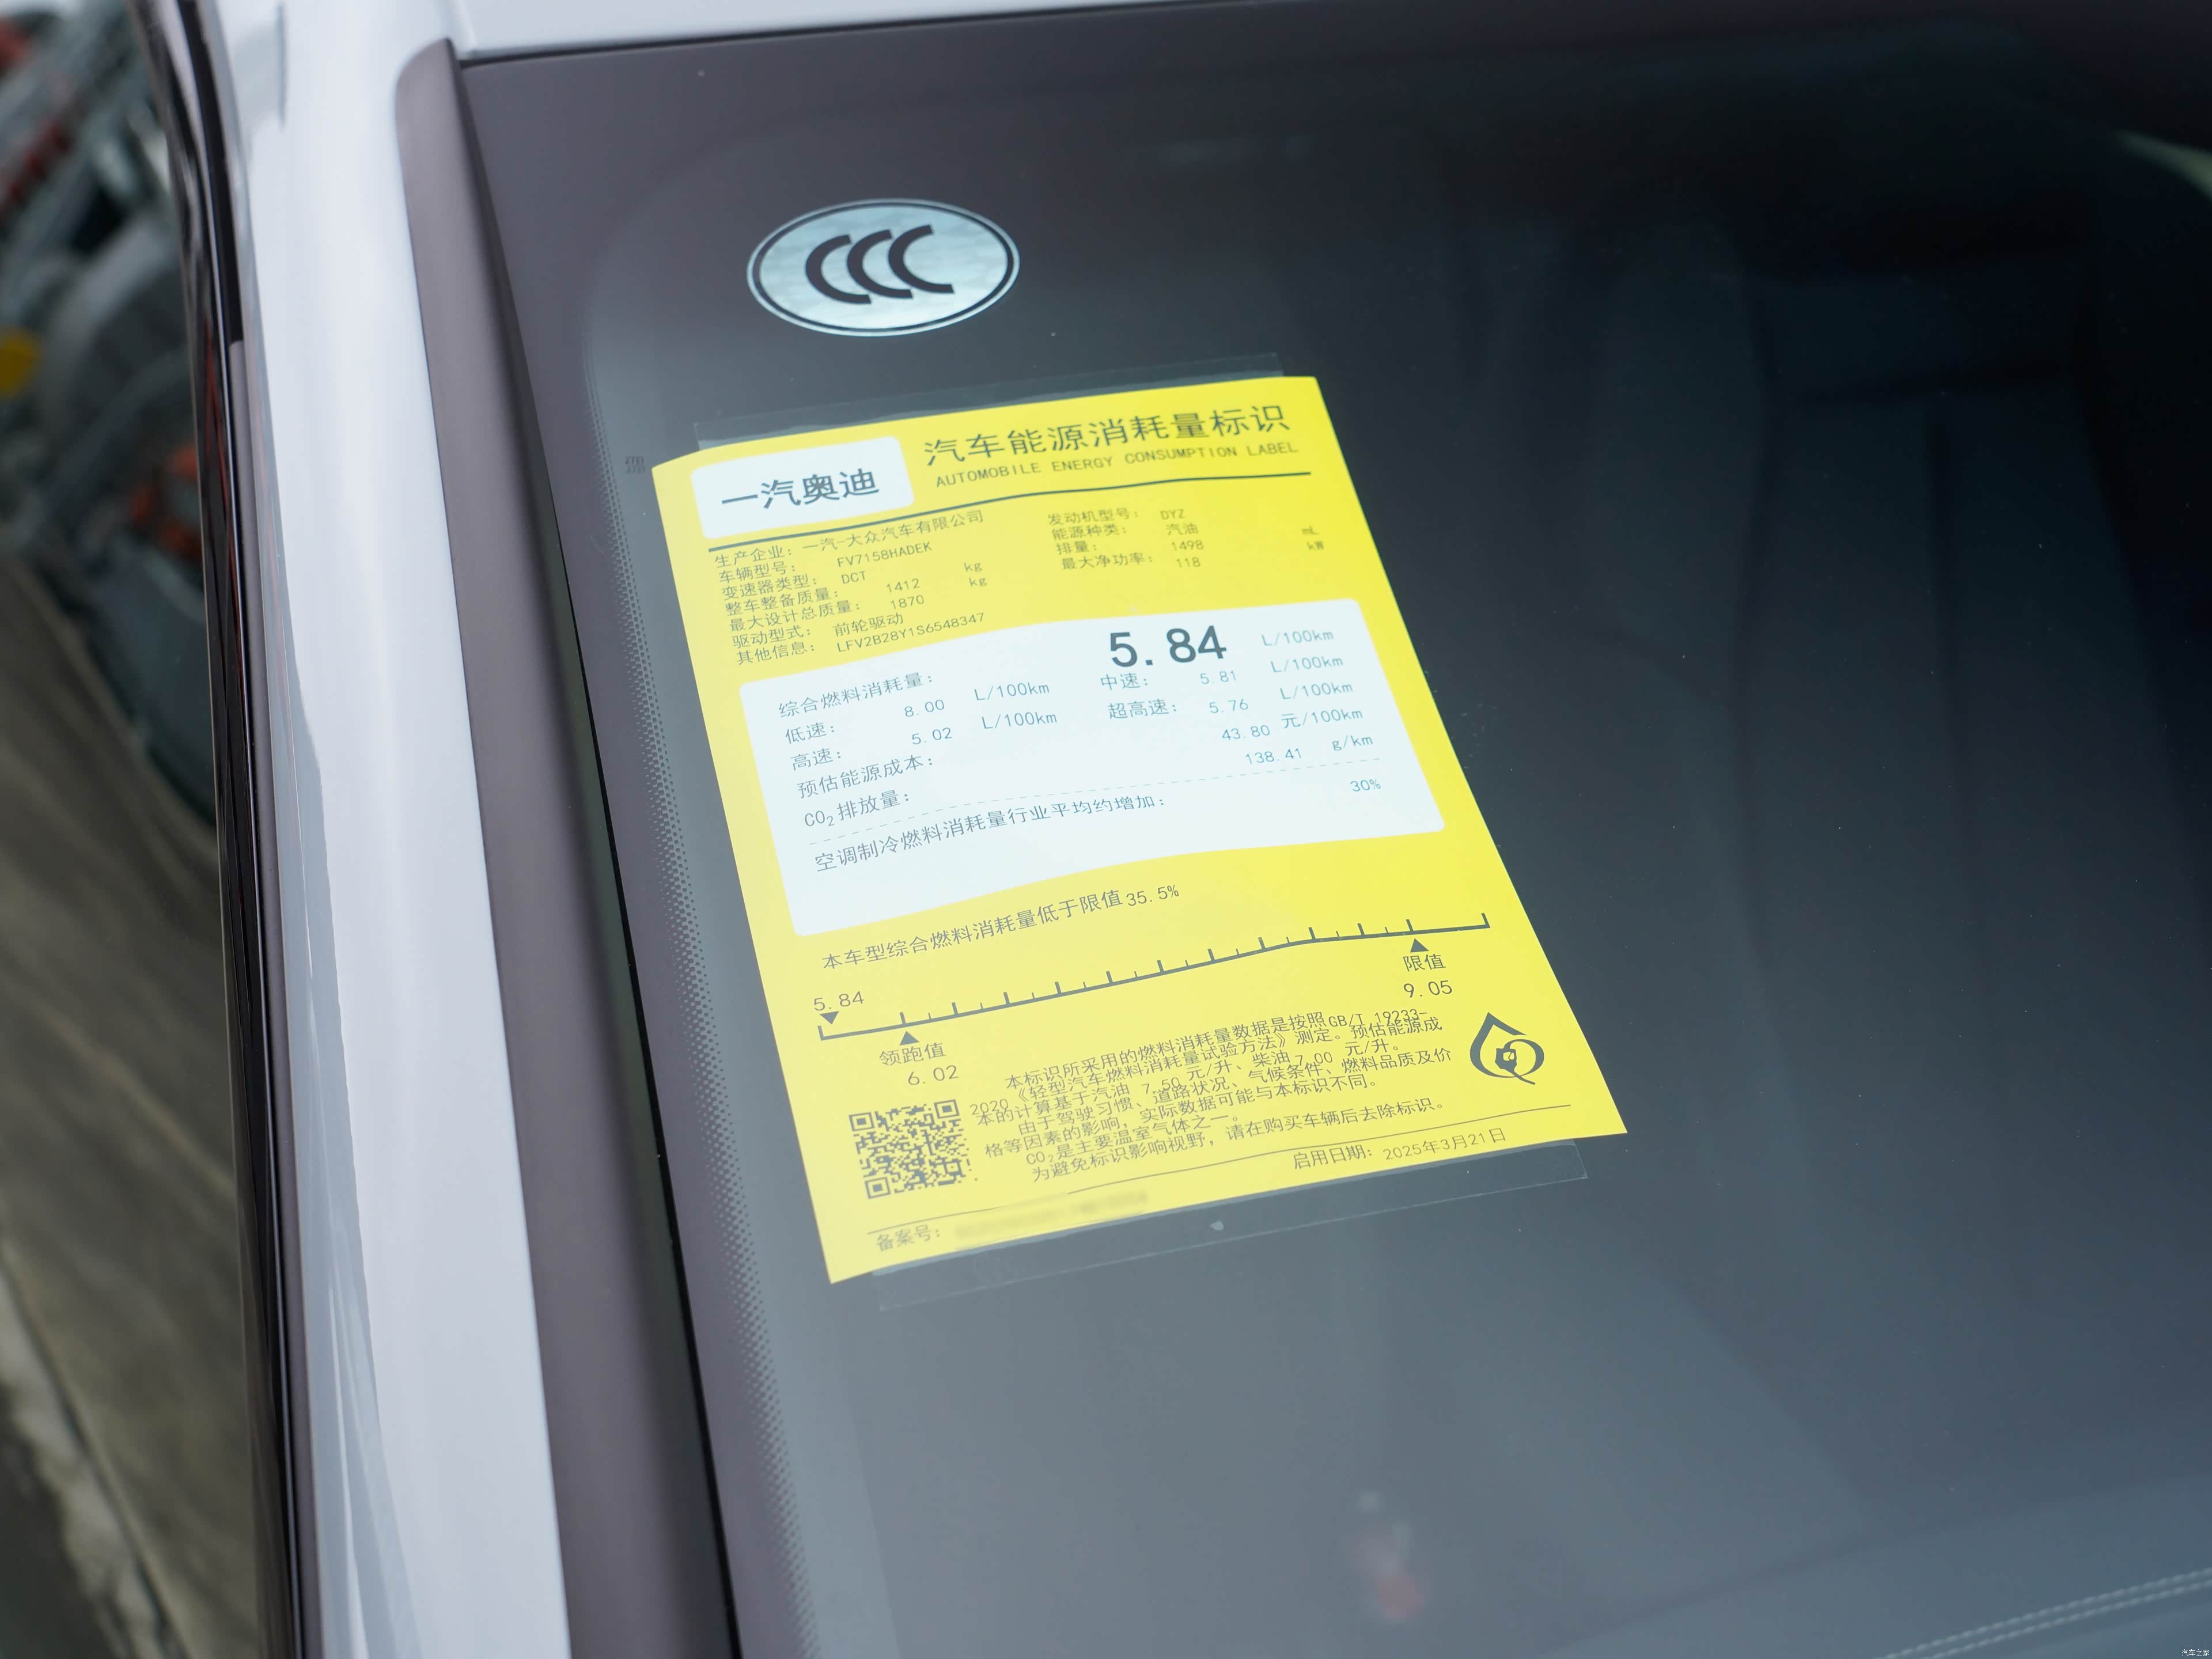 CCC
一汽奥迪
汽车能源消耗量标识
AUTOMOBILE ENERGY CONSUMPTION LABEL
生产企业: 一汽-大众汽车有限公司
车辆型号: FV7158HADEK
变速器类型: DCT
整车整备质量: 1412 kg
最大设计总质量: 1870 kg
驱动型式: 前轮驱动
其他信息: LFV2B28Y1S6548347
发动机型号: DYZ
能源种类: 汽油
排量: 1498 mL
最大净功率: 118 kW
综合燃料消耗量: 5.84 L/100km
低速: 8.00 L/100km 中速: 5.81 L/100km
高速: 5.02 L/100km 超高速: 5.76 L/100km
预估能源成本: 43.80 元/100km
CO₂排放量: 138.41 g/km
空调制冷燃料消耗量行业平均约增加: 30%
本车型综合燃料消耗量低于限值35.5%
5.84
领跑值
6.02
限值
9.05
本标识所采用的燃料消耗量数据是按照GB/T 19233-
2020《轻型汽车燃料消耗量试验方法》测定。预估能源成
本的计算基于汽油 7.50 元/升、柴油7.00 元/升。
由于驾驶习惯、道路状况、气候条件、燃料品质及价
格等因素的影响，实际数据可能与本标识不同。
CO₂是主要温室气体之一。
为避免标识影响视野，请在购买车辆后去除标识。
备案号:
启用日期: 2025年3月21日
汽车之家